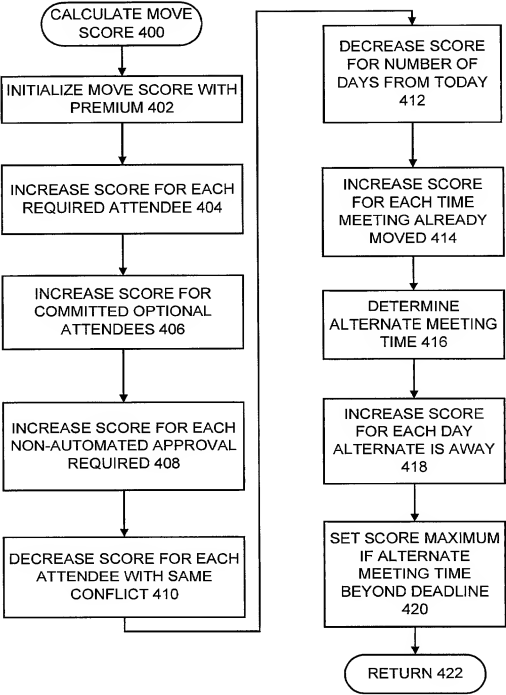 CALCULATE MOVE
SCORE 400
INITIALIZE MOVE SCORE WITH
PREMIUM 402
INCREASE SCORE FOR EACH
REQUIRED ATTENDEE 404
INCREASE SCORE FOR
COMMITTED OPTIONAL
ATTENDEES 406
INCREASE SCORE FOR EACH
NON-AUTOMATED APPROVAL
REQUIRED 408
DECREASE SCORE FOR EACH
ATTENDEE WITH SAME
CONFLICT 410
DECREASE SCORE
FOR NUMBER OF
DAYS FROM TODAY
412
INCREASE SCORE
FOR EACH TIME
MEETING ALREADY
MOVED 414
DETERMINE
ALTERNATE MEETING
TIME 416
INCREASE SCORE
FOR EACH DAY
ALTERNATE IS AWAY
418
SET SCORE MAXIMUM
IF ALTERNATE
MEETING TIME
BEYOND DEADLINE
420
RETURN 422